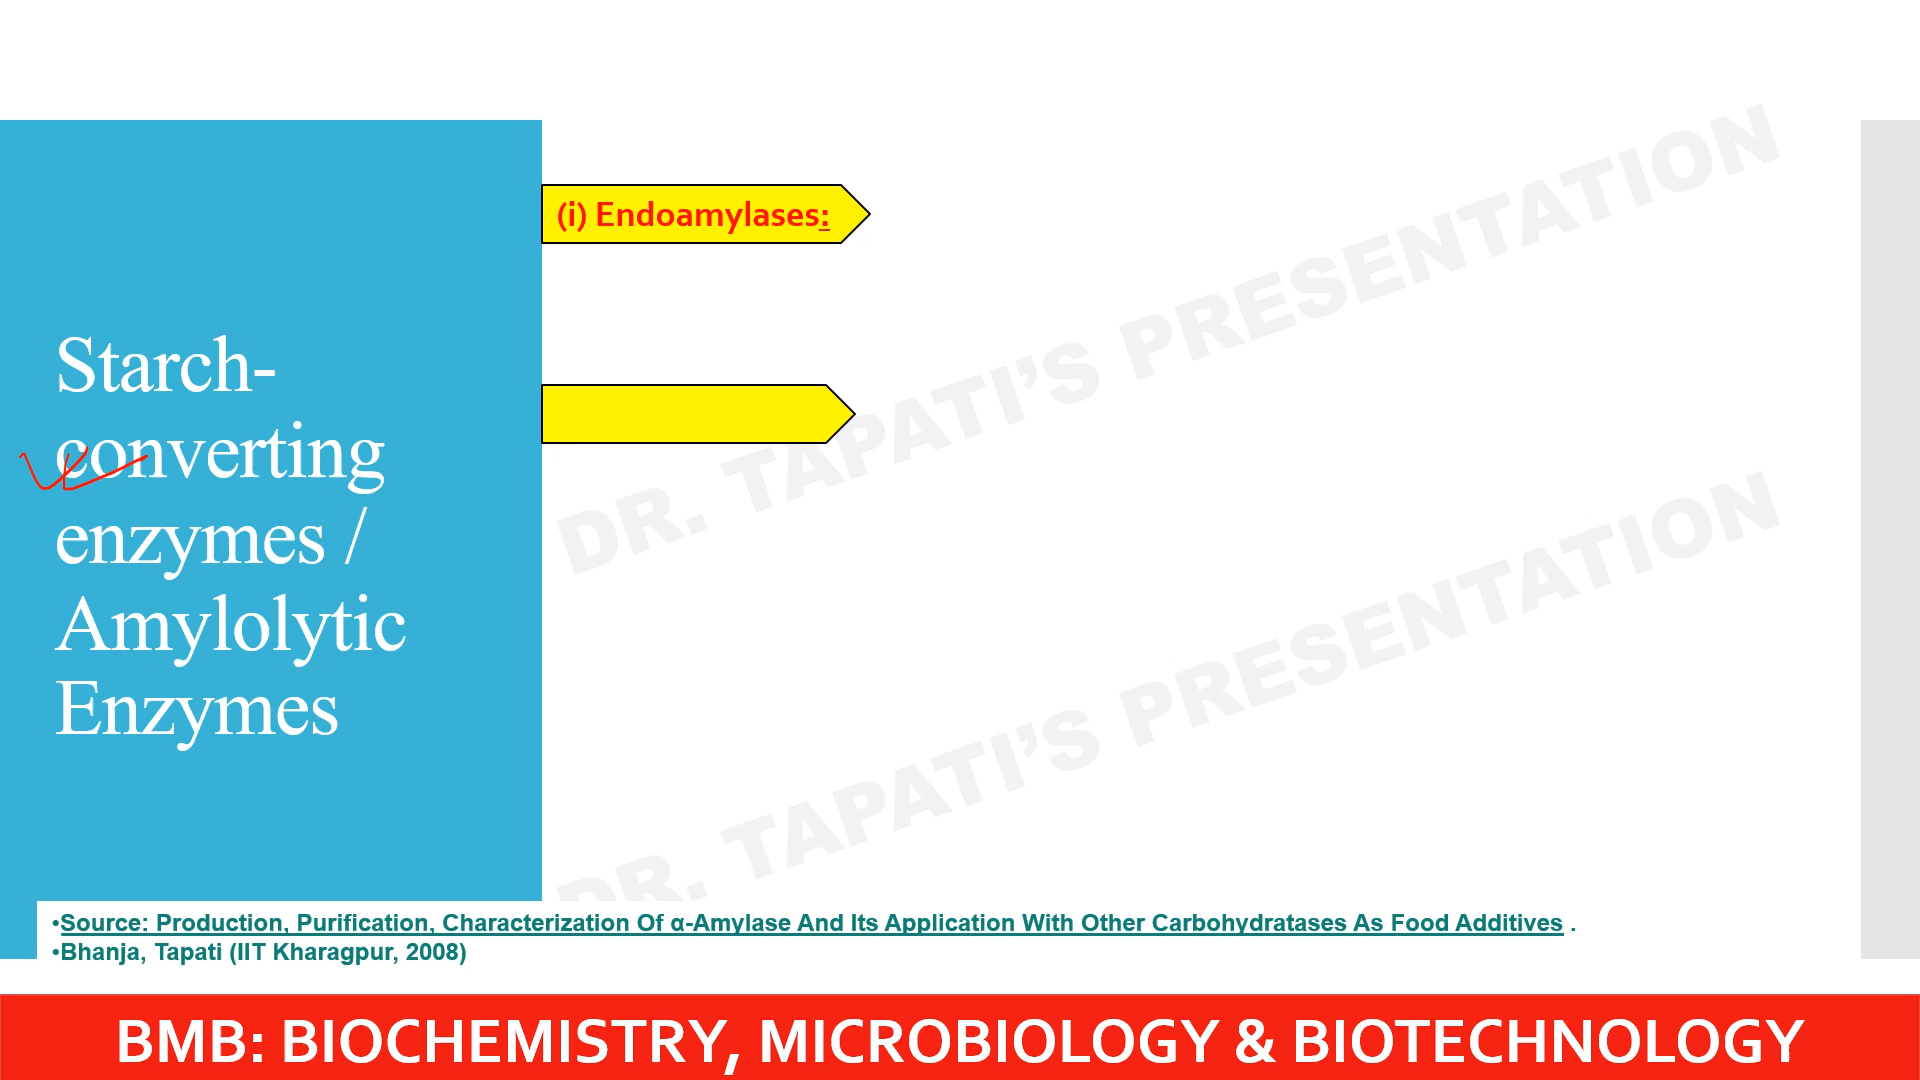 Starch-
converting
enzymes /
Amylolytic
Enzymes
(i) Endoamylases:
DR. TAPATI’S PRESENTATION
DR. TAPATI’S PRESENTATION
•Source: Production, Purification, Characterization Of α-Amylase And Its Application With Other Carbohydratases As Food Additives .
•Bhanja, Tapati (IIT Kharagpur, 2008)
BMB: BIOCHEMISTRY, MICROBIOLOGY & BIOTECHNOLOGY